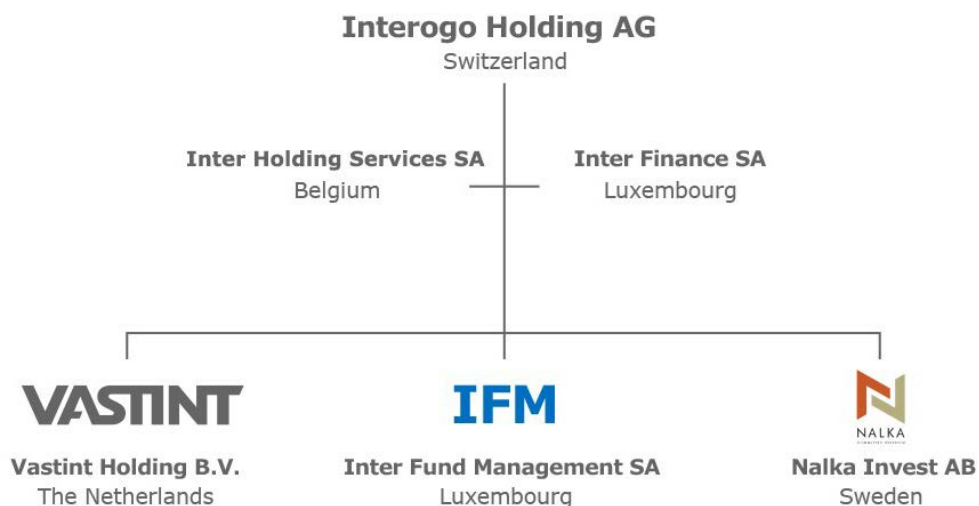 Interogo Holding AG
Switzerland
Inter Holding Services SA
Belgium
Inter Finance SA
Luxembourg
VASTINT
Vastint Holding B.V.
The Netherlands
IFM
Inter Fund Management SA
Luxembourg
NALKA
Nalka Invest AB
Sweden